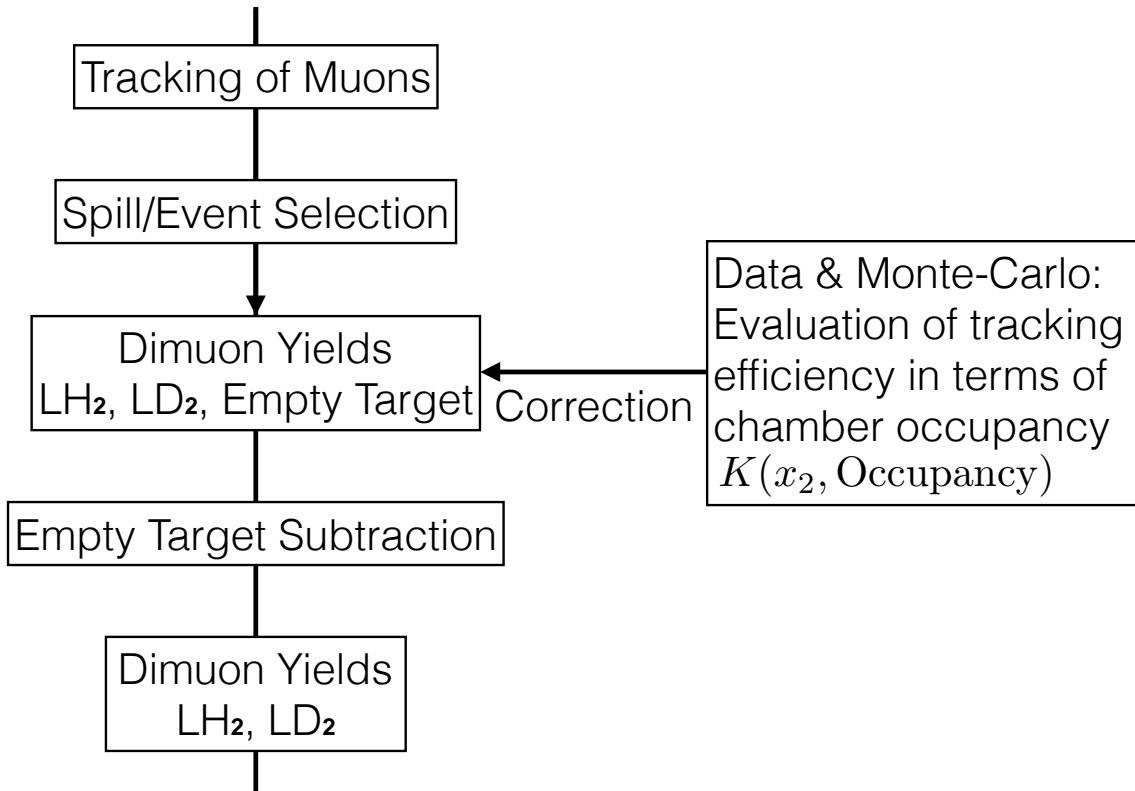 Tracking of Muons
Spill/Event Selection
Dimuon Yields
LH₂, LD₂, Empty Target
Correction
Data & Monte-Carlo:
Evaluation of tracking
efficiency in terms of
chamber occupancy
K(x₂, Occupancy)
Empty Target Subtraction
Dimuon Yields
LH₂, LD₂